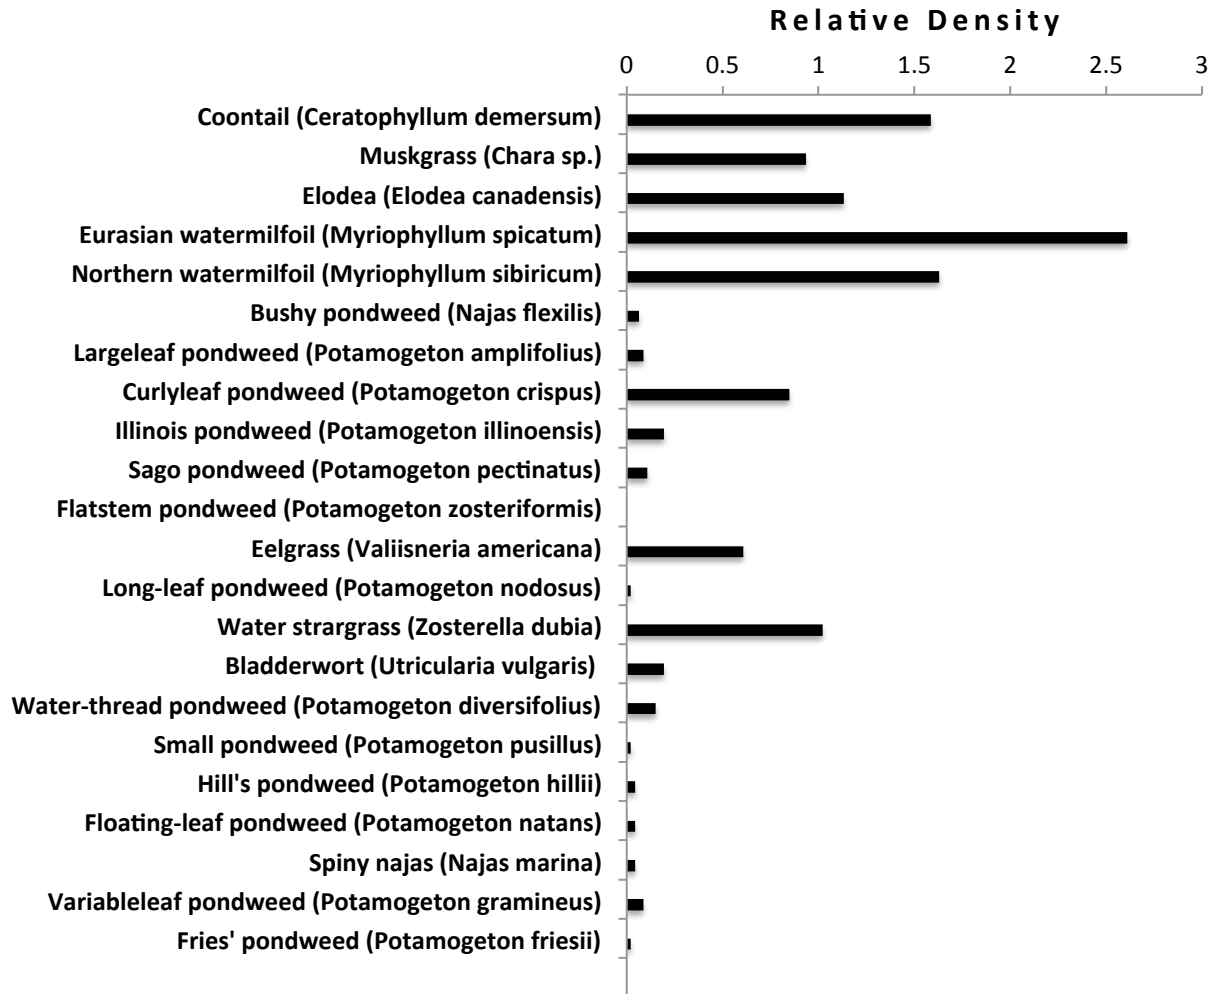 Relative Density
0 0.5 1 1.5 2 2.5 3
Coontail (Ceratophyllum demersum)
Muskgrass (Chara sp.)
Elodea (Elodea canadensis)
Eurasian watermilfoil (Myriophyllum spicatum)
Northern watermilfoil (Myriophyllum sibiricum)
Bushy pondweed (Najas flexilis)
Largeleaf pondweed (Potamogeton amplifolius)
Curlyleaf pondweed (Potamogeton crispus)
Illinois pondweed (Potamogeton illinoensis)
Sago pondweed (Potamogeton pectinatus)
Flatstem pondweed (Potamogeton zosteriformis)
Eelgrass (Valiisneria americana)
Long-leaf pondweed (Potamogeton nodosus)
Water strargrass (Zosterella dubia)
Bladderwort (Utricularia vulgaris)
Water-thread pondweed (Potamogeton diversifolius)
Small pondweed (Potamogeton pusillus)
Hill's pondweed (Potamogeton hillii)
Floating-leaf pondweed (Potamogeton natans)
Spiny najas (Najas marina)
Variableleaf pondweed (Potamogeton gramineus)
Fries' pondweed (Potamogeton friesii)